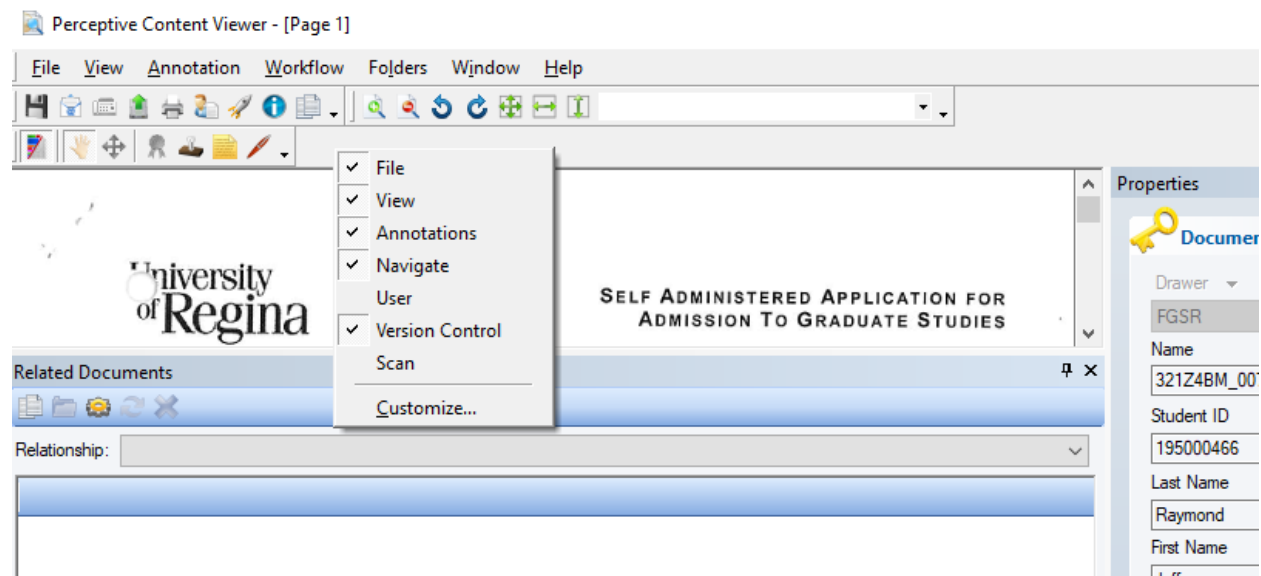 Perceptive Content Viewer - [Page 1]
File View Annotation Workflow Folders Window Help
File
View
Annotations
Navigate
User
Version Control
Scan
Customize...
University
of Regina
SELF ADMINISTERED APPLICATION FOR
ADMISSION TO GRADUATE STUDIES
Related Documents
Relationship:
Properties
Documen
Drawer
FGSR
Name
321Z4BM_007
Student ID
195000466
Last Name
Raymond
First Name